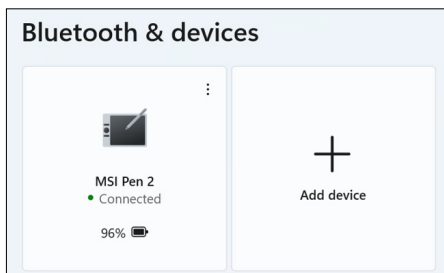 Bluetooth & devices
MSI Pen 2
Connected
96%
Add device